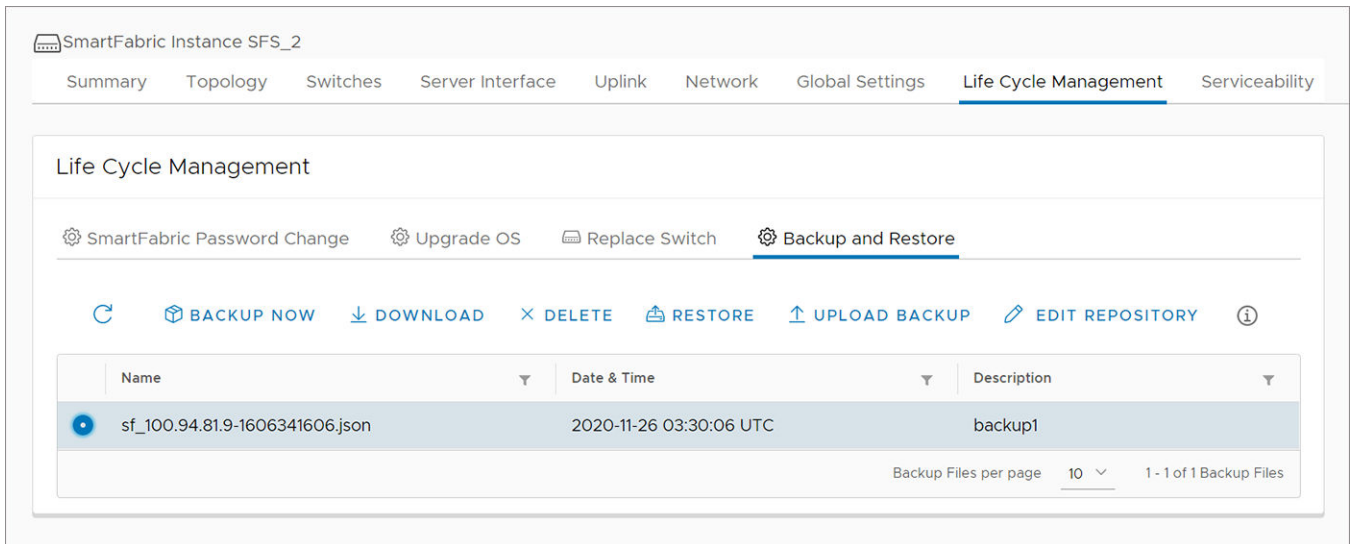 SmartFabric Instance SFS_2
Summary Topology Switches Server Interface Uplink Network Global Settings Life Cycle Management Serviceability
Life Cycle Management
SmartFabric Password Change Upgrade OS Replace Switch Backup and Restore
BACKUP NOW DOWNLOAD DELETE RESTORE UPLOAD BACKUP EDIT REPOSITORY
Name Date & Time Description
sf_100.94.81.9-1606341606.json 2020-11-26 03:30:06 UTC backup1
Backup Files per page 10 1 - 1 of 1 Backup Files